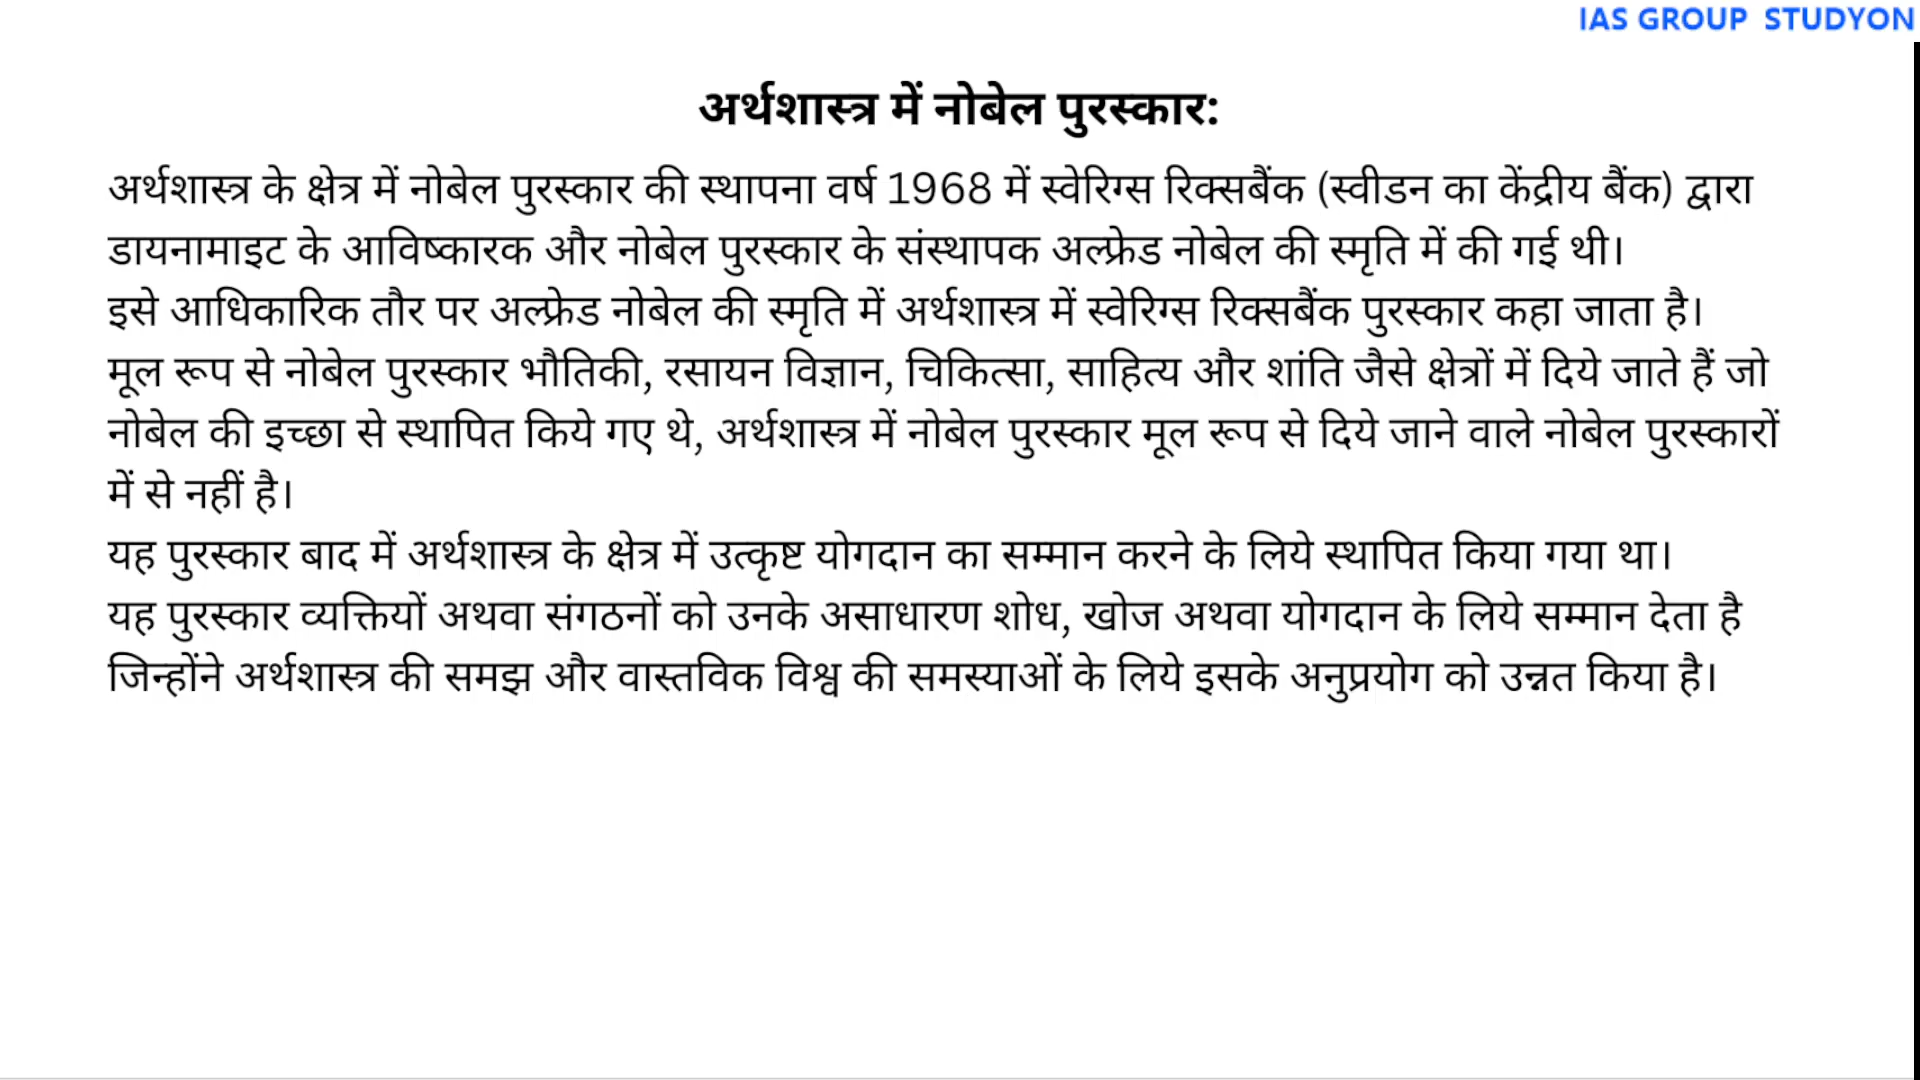 IAS GROUP STUDYON
अर्थशास्त्र में नोबेल पुरस्कार:
अर्थशास्त्र के क्षेत्र में नोबेल पुरस्कार की स्थापना वर्ष 1968 में स्वेरिग्स रिक्सबैंक (स्वीडन का केंद्रीय बैंक) द्वारा
डायनामाइट के आविष्कारक और नोबेल पुरस्कार के संस्थापक अल्फ्रेड नोबेल की स्मृति में की गई थी।
इसे आधिकारिक तौर पर अल्फ्रेड नोबेल की स्मृति में अर्थशास्त्र में स्वेरिग्स रिक्सबैंक पुरस्कार कहा जाता है।
मूल रूप से नोबेल पुरस्कार भौतिकी, रसायन विज्ञान, चिकित्सा, साहित्य और शांति जैसे क्षेत्रों में दिये जाते हैं जो
नोबेल की इच्छा से स्थापित किये गए थे, अर्थशास्त्र में नोबेल पुरस्कार मूल रूप से दिये जाने वाले नोबेल पुरस्कारों
में से नहीं है।
यह पुरस्कार बाद में अर्थशास्त्र के क्षेत्र में उत्कृष्ट योगदान का सम्मान करने के लिये स्थापित किया गया था।
यह पुरस्कार व्यक्तियों अथवा संगठनों को उनके असाधारण शोध, खोज अथवा योगदान के लिये सम्मान देता है
जिन्होंने अर्थशास्त्र की समझ और वास्तविक विश्व की समस्याओं के लिये इसके अनुप्रयोग को उन्नत किया है।